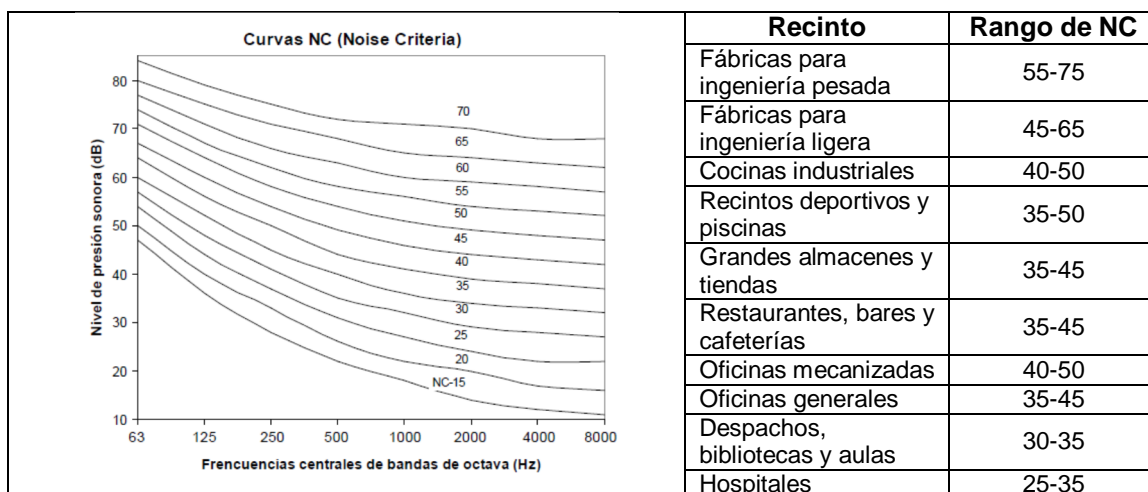 Curvas NC (Noise Criteria)
Nivel de presión sonora (dB)
80
70
60
50
40
30
20
10
70
65
60
55
50
45
40
35
30
25
20
NC-15
63 125 250 500 1000 2000 4000 8000
Frencuencias centrales de bandas de octava (Hz)
Recinto Rango de NC
Fábricas para
ingeniería pesada 55-75
Fábricas para
ingeniería ligera 45-65
Cocinas industriales 40-50
Recintos deportivos y
piscinas 35-50
Grandes almacenes y
tiendas 35-45
Restaurantes, bares y
cafeterías 35-45
Oficinas mecanizadas 40-50
Oficinas generales 35-45
Despachos,
bibliotecas y aulas 30-35
Hospitales 25-35